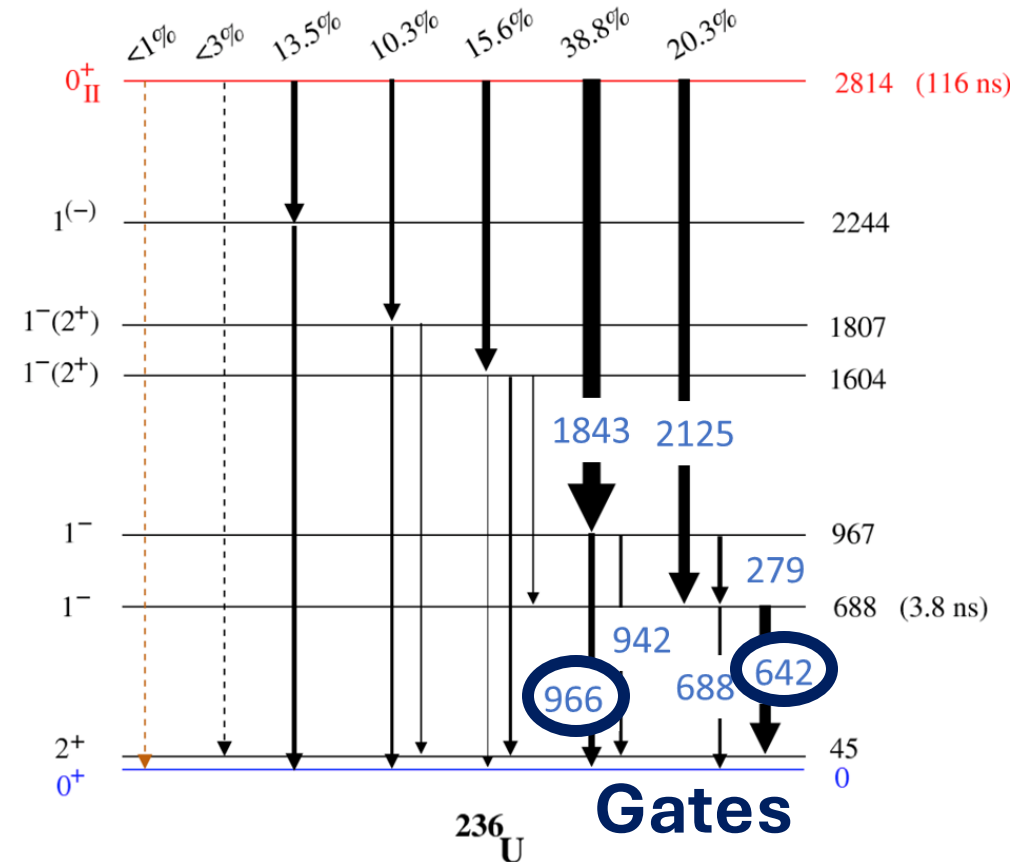 <1% <3% 13.5% 10.3% 15.6% 38.8% 20.3%
0⁺ II 2814 (116 ns)
1⁽⁻⁾ 2244
1⁻(2⁺) 1807
1⁻(2⁺) 1604
1843 2125
1⁻ 967
279
1⁻ 688 (3.8 ns)
942
966 688 642
2⁺ 45
0⁺ 0
Gates
²³⁶U